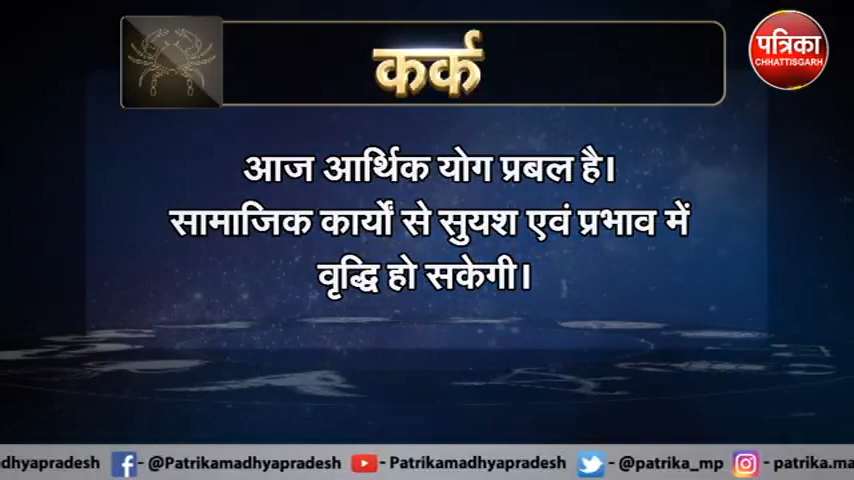 कर्क
पत्रिका
CHHATTISGARH
आज आर्थिक योग प्रबल है।
सामाजिक कार्यों से सुयश एवं प्रभाव में
वृद्धि हो सकेगी।
dhyapradesh - @Patrikamadhyapradesh - Patrikamadhyapradesh - @patrika_mp - patrika.ma